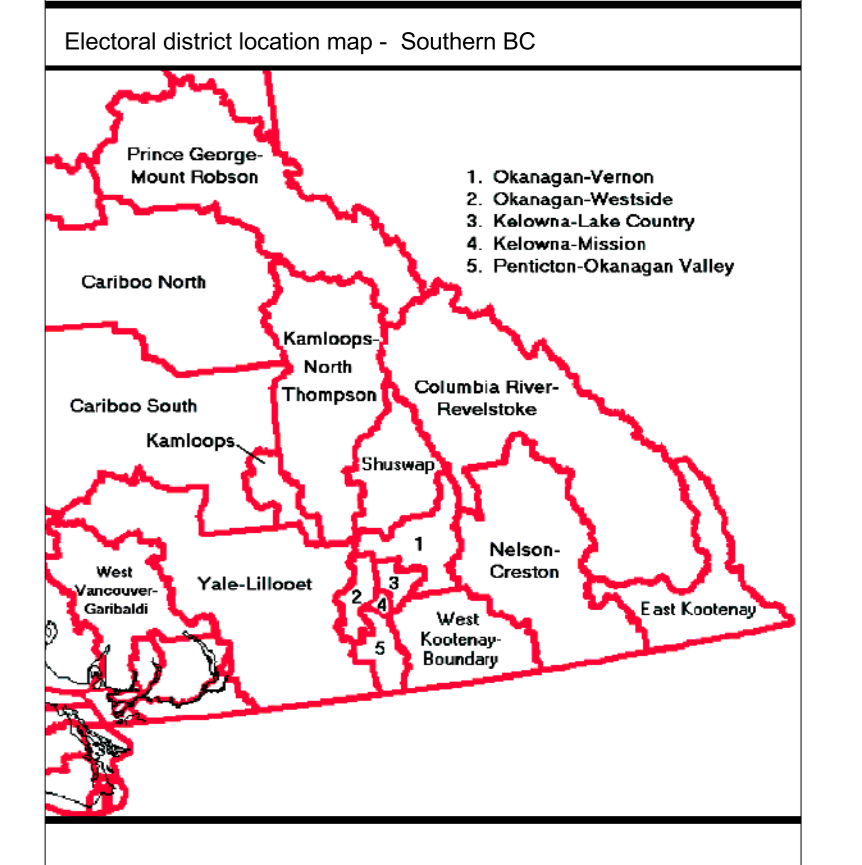 Electoral district location map - Southern BC
Prince George-
Mount Robson
1. Okanagan-Vernon
2. Okanagan-Westside
3. Kelowna-Lake Country
4. Kelowna-Mission
5. Penticton-Okanagan Valley
Cariboo North
Kamloops-
North
Thompson
Columbia River-
Revelstoke
Cariboo South
Kamloops
Shuswap
1
Nelson-
Creston
West
Vancouver-
Garibaldi
Yale-Lillooet
2
3
4
5
West
Kootenay-
Boundary
East Kootenay